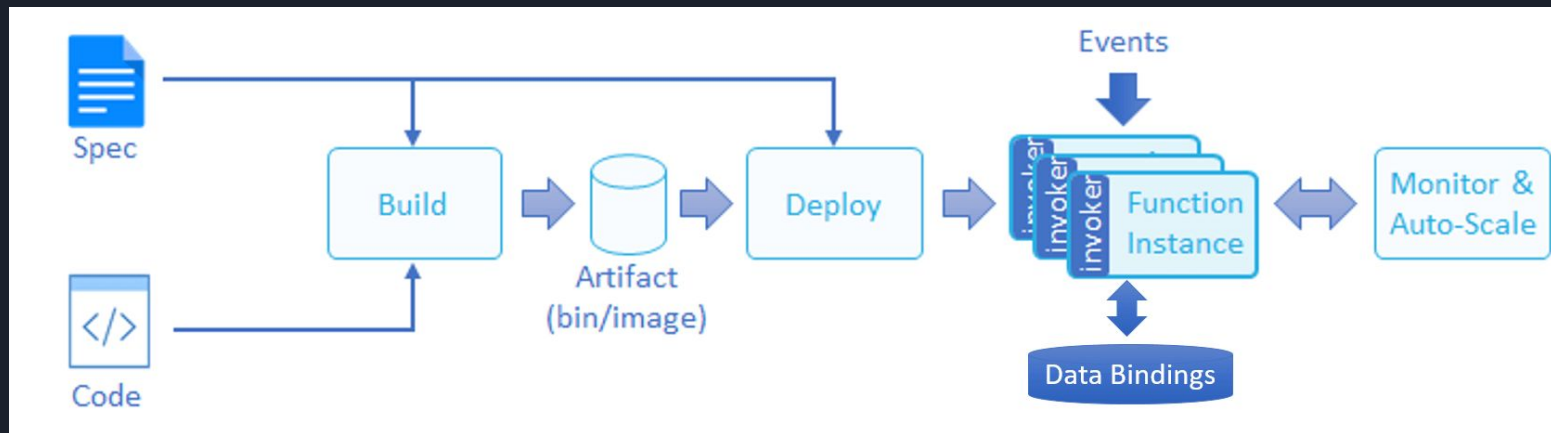 Spec
Code
Build
Artifact
(bin/image)
Deploy
Events
invoker
invoker
invoker
Function
Instance
Data Bindings
Monitor &
Auto-Scale